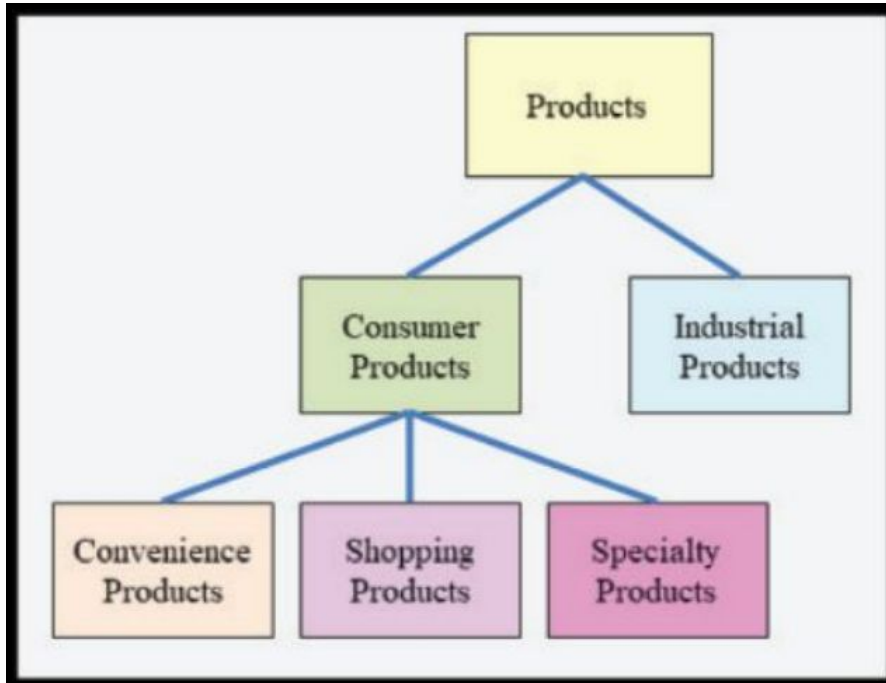 Products
Consumer
Products
Industrial
Products
Convenience
Products
Shopping
Products
Specialty
Products